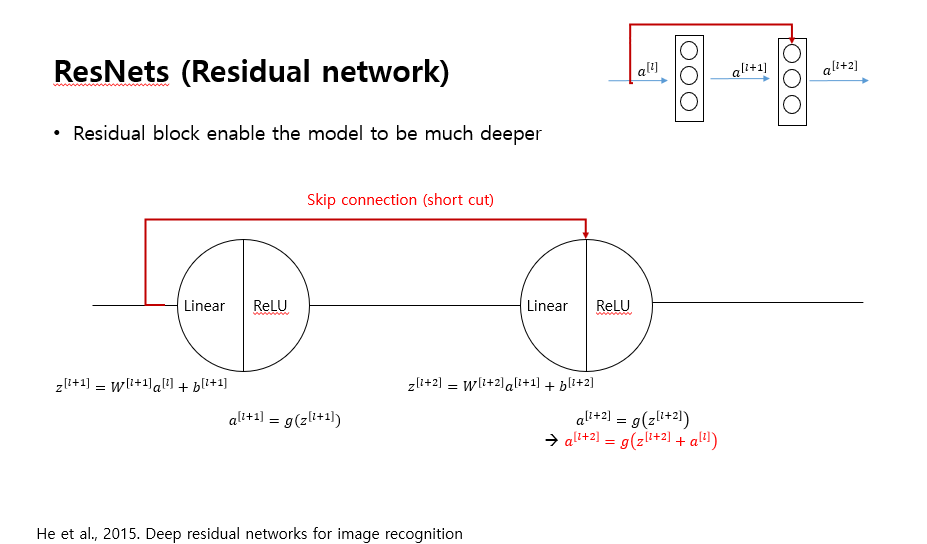 ResNets (Residual network)
a[l] a[l+1] a[l+2]
• Residual block enable the model to be much deeper
Skip connection (short cut)
Linear ReLU Linear ReLU
z[l+1] = W[l+1]a[l] + b[l+1] z[l+2] = W[l+2]a[l+1] + b[l+2]
a[l+1] = g(z[l+1]) a[l+2] = g(z[l+2])
→ a[l+2] = g(z[l+2] + a[l])
He et al., 2015. Deep residual networks for image recognition